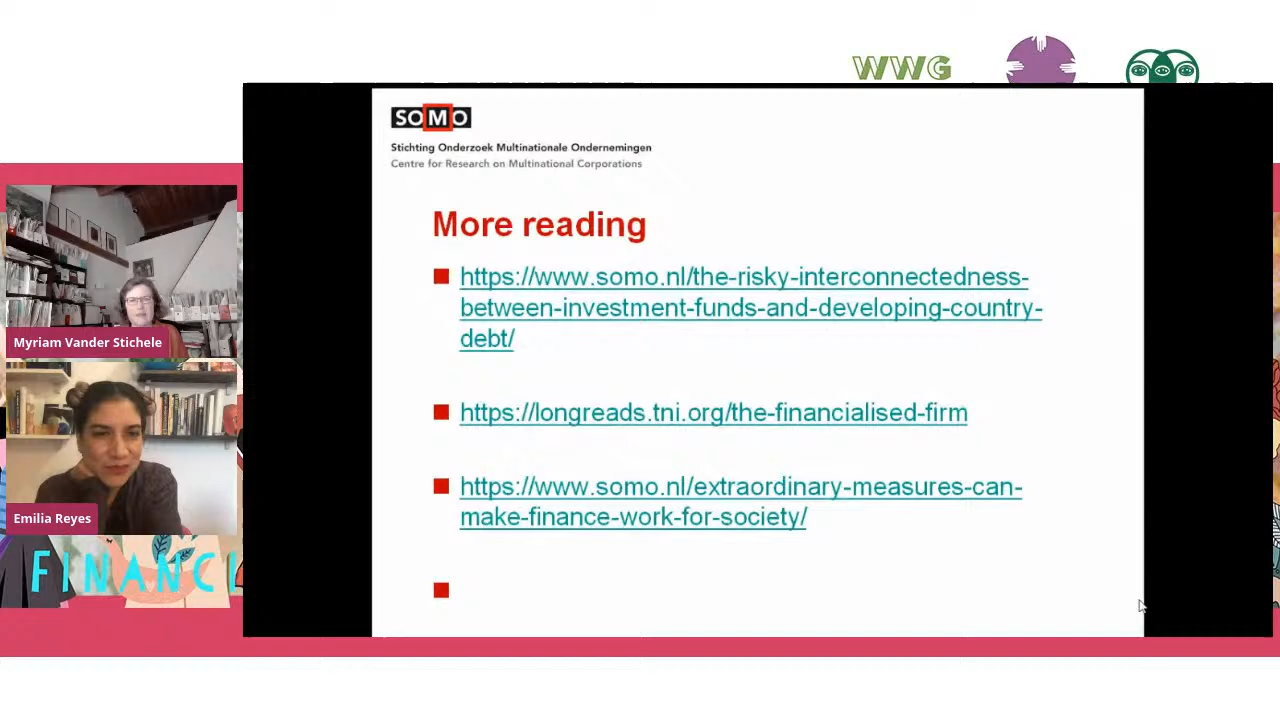 WWG
SOMO
Stichting Onderzoek Multinationale Ondernemingen
Centre for Research on Multinational Corporations
More reading
https://www.somo.nl/the-risky-interconnectedness-
between-investment-funds-and-developing-country-
debt/
https://longreads.tni.org/the-financialised-firm
https://www.somo.nl/extraordinary-measures-can-
make-finance-work-for-society/
Myriam Vander Stichele
Emilia Reyes
FINANCI